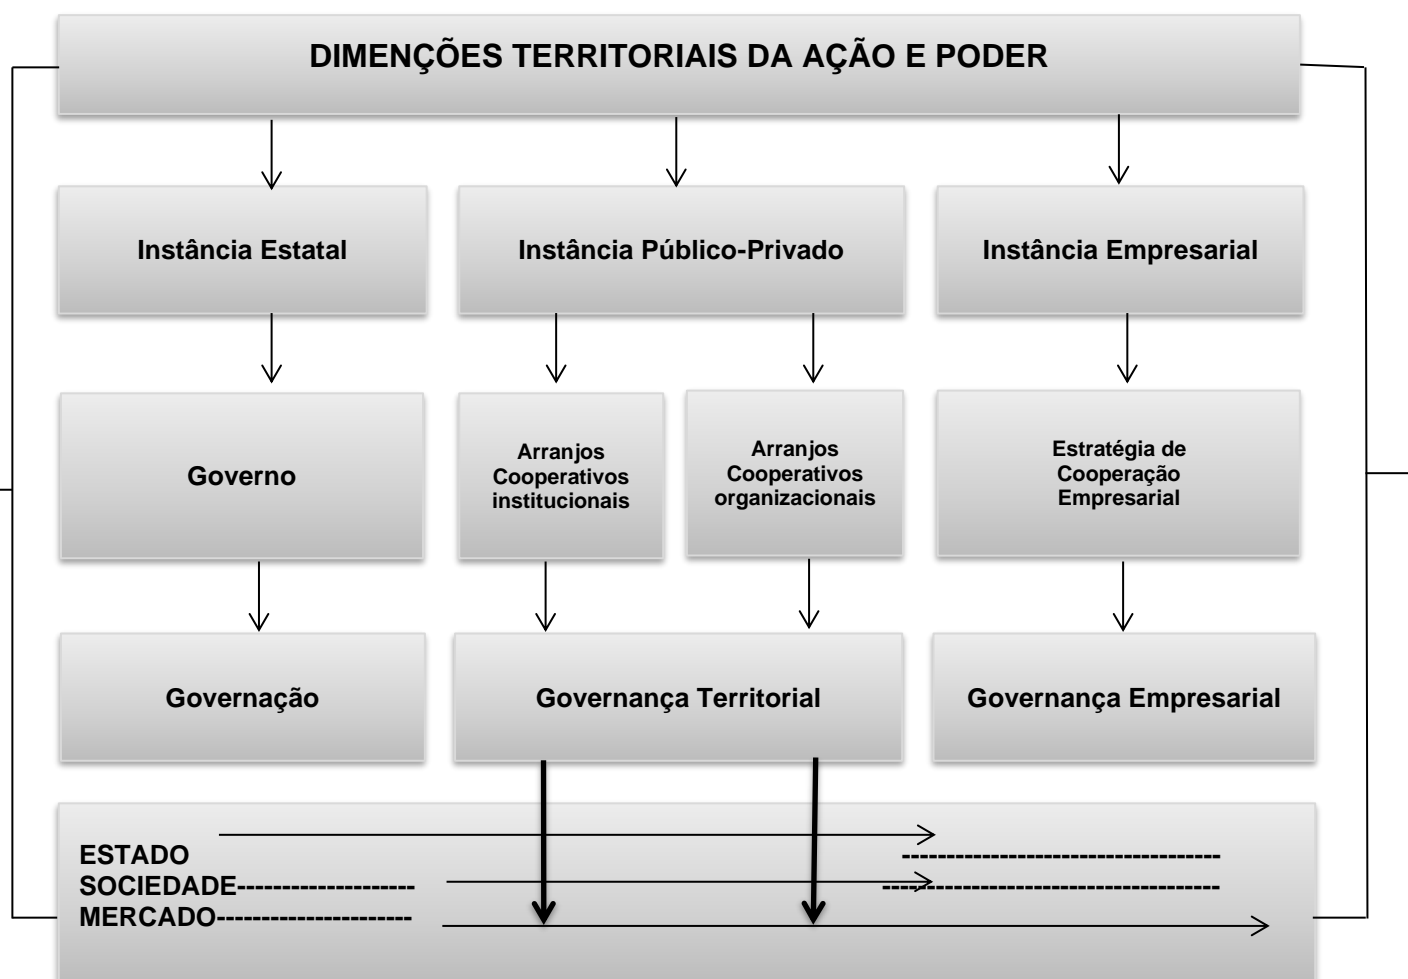 DIMENÇÕES TERRITORIAIS DA AÇÃO E PODER
Instância Estatal
Instância Público-Privado
Instância Empresarial
Governo
Arranjos
Cooperativos
institucionais
Arranjos
Cooperativos
organizacionais
Estratégia de
Cooperação
Empresarial
Governação
Governança Territorial
Governança Empresarial
ESTADO
SOCIEDADE
MERCADO